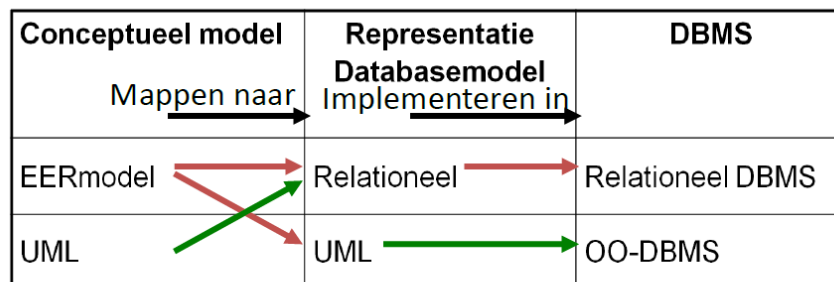 Conceptueel model
Representatie
Databasemodel
DBMS
Mappen naar
Implementeren in
EERmodel
Relationeel
Relationeel DBMS
UML
UML
OO-DBMS